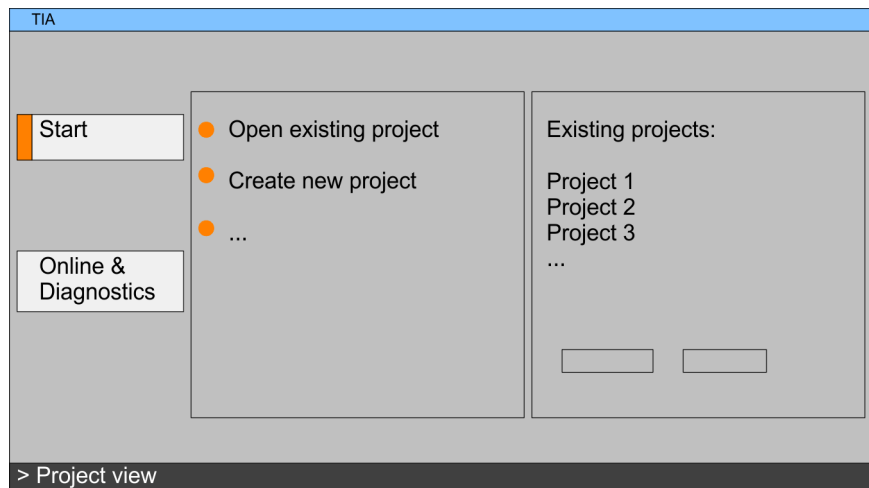 TIA
Start
Online &
Diagnostics
Open existing project
Create new project
...
Existing projects:
Project 1
Project 2
Project 3
...
> Project view